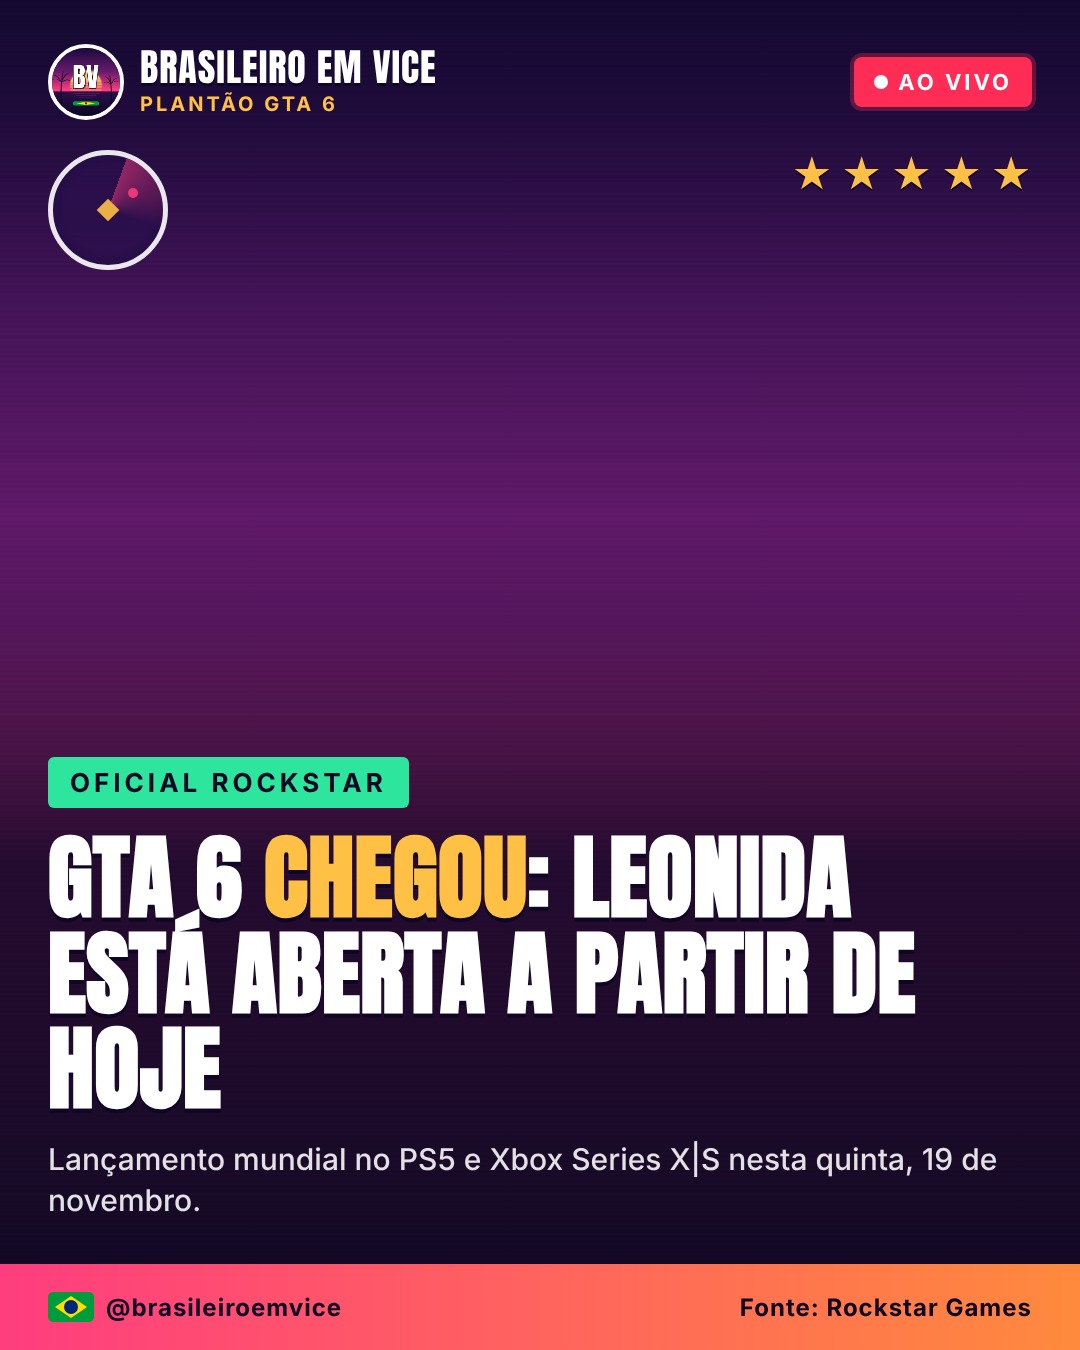 BV
BRASILEIRO EM VICE
PLANTÃO GTA 6
AO VIVO
OFICIAL ROCKSTAR
GTA 6 CHEGOU: LEONIDA
ESTÁ ABERTA A PARTIR DE
HOJE
Lançamento mundial no PS5 e Xbox Series X|S nesta quinta, 19 de
novembro.
@brasileiroemvice
Fonte: Rockstar Games